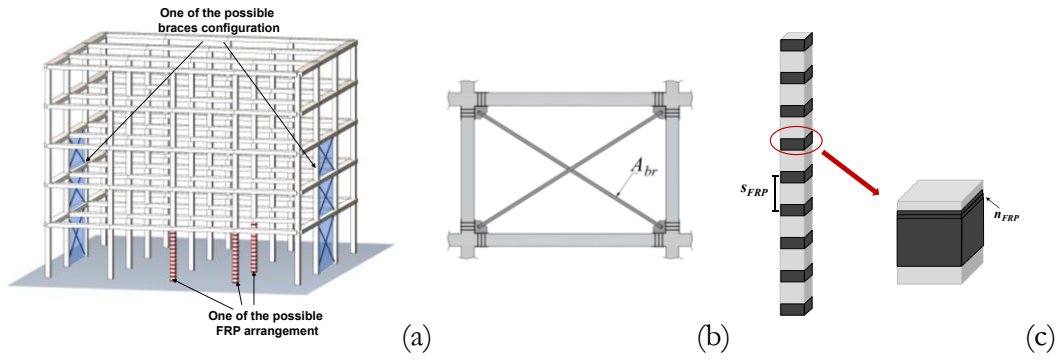 One of the possible
braces configuration
One of the possible
FRP arrangement
(a)
A_br
(b)
s_FRP
n_FRP
(c)